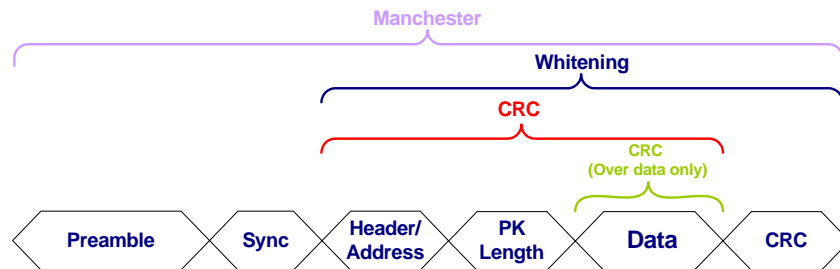 Manchester
Whitening
CRC
CRC
(Over data only)
Preamble
Sync
Header/
Address
PK
Length
Data
CRC